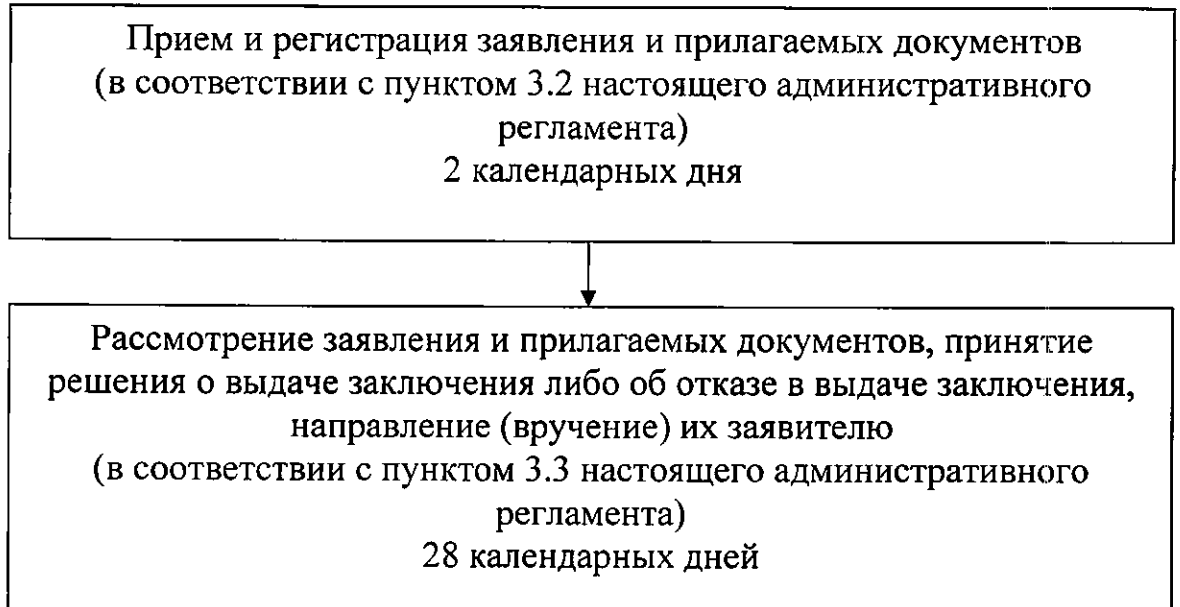 Прием и регистрация заявления и прилагаемых документов
(в соответствии с пунктом 3.2 настоящего административного
регламента)
2 календарных дня
Рассмотрение заявления и прилагаемых документов, принятие
решения о выдаче заключения либо об отказе в выдаче заключения,
направление (вручение) их заявителю
(в соответствии с пунктом 3.3 настоящего административного
регламента)
28 календарных дней